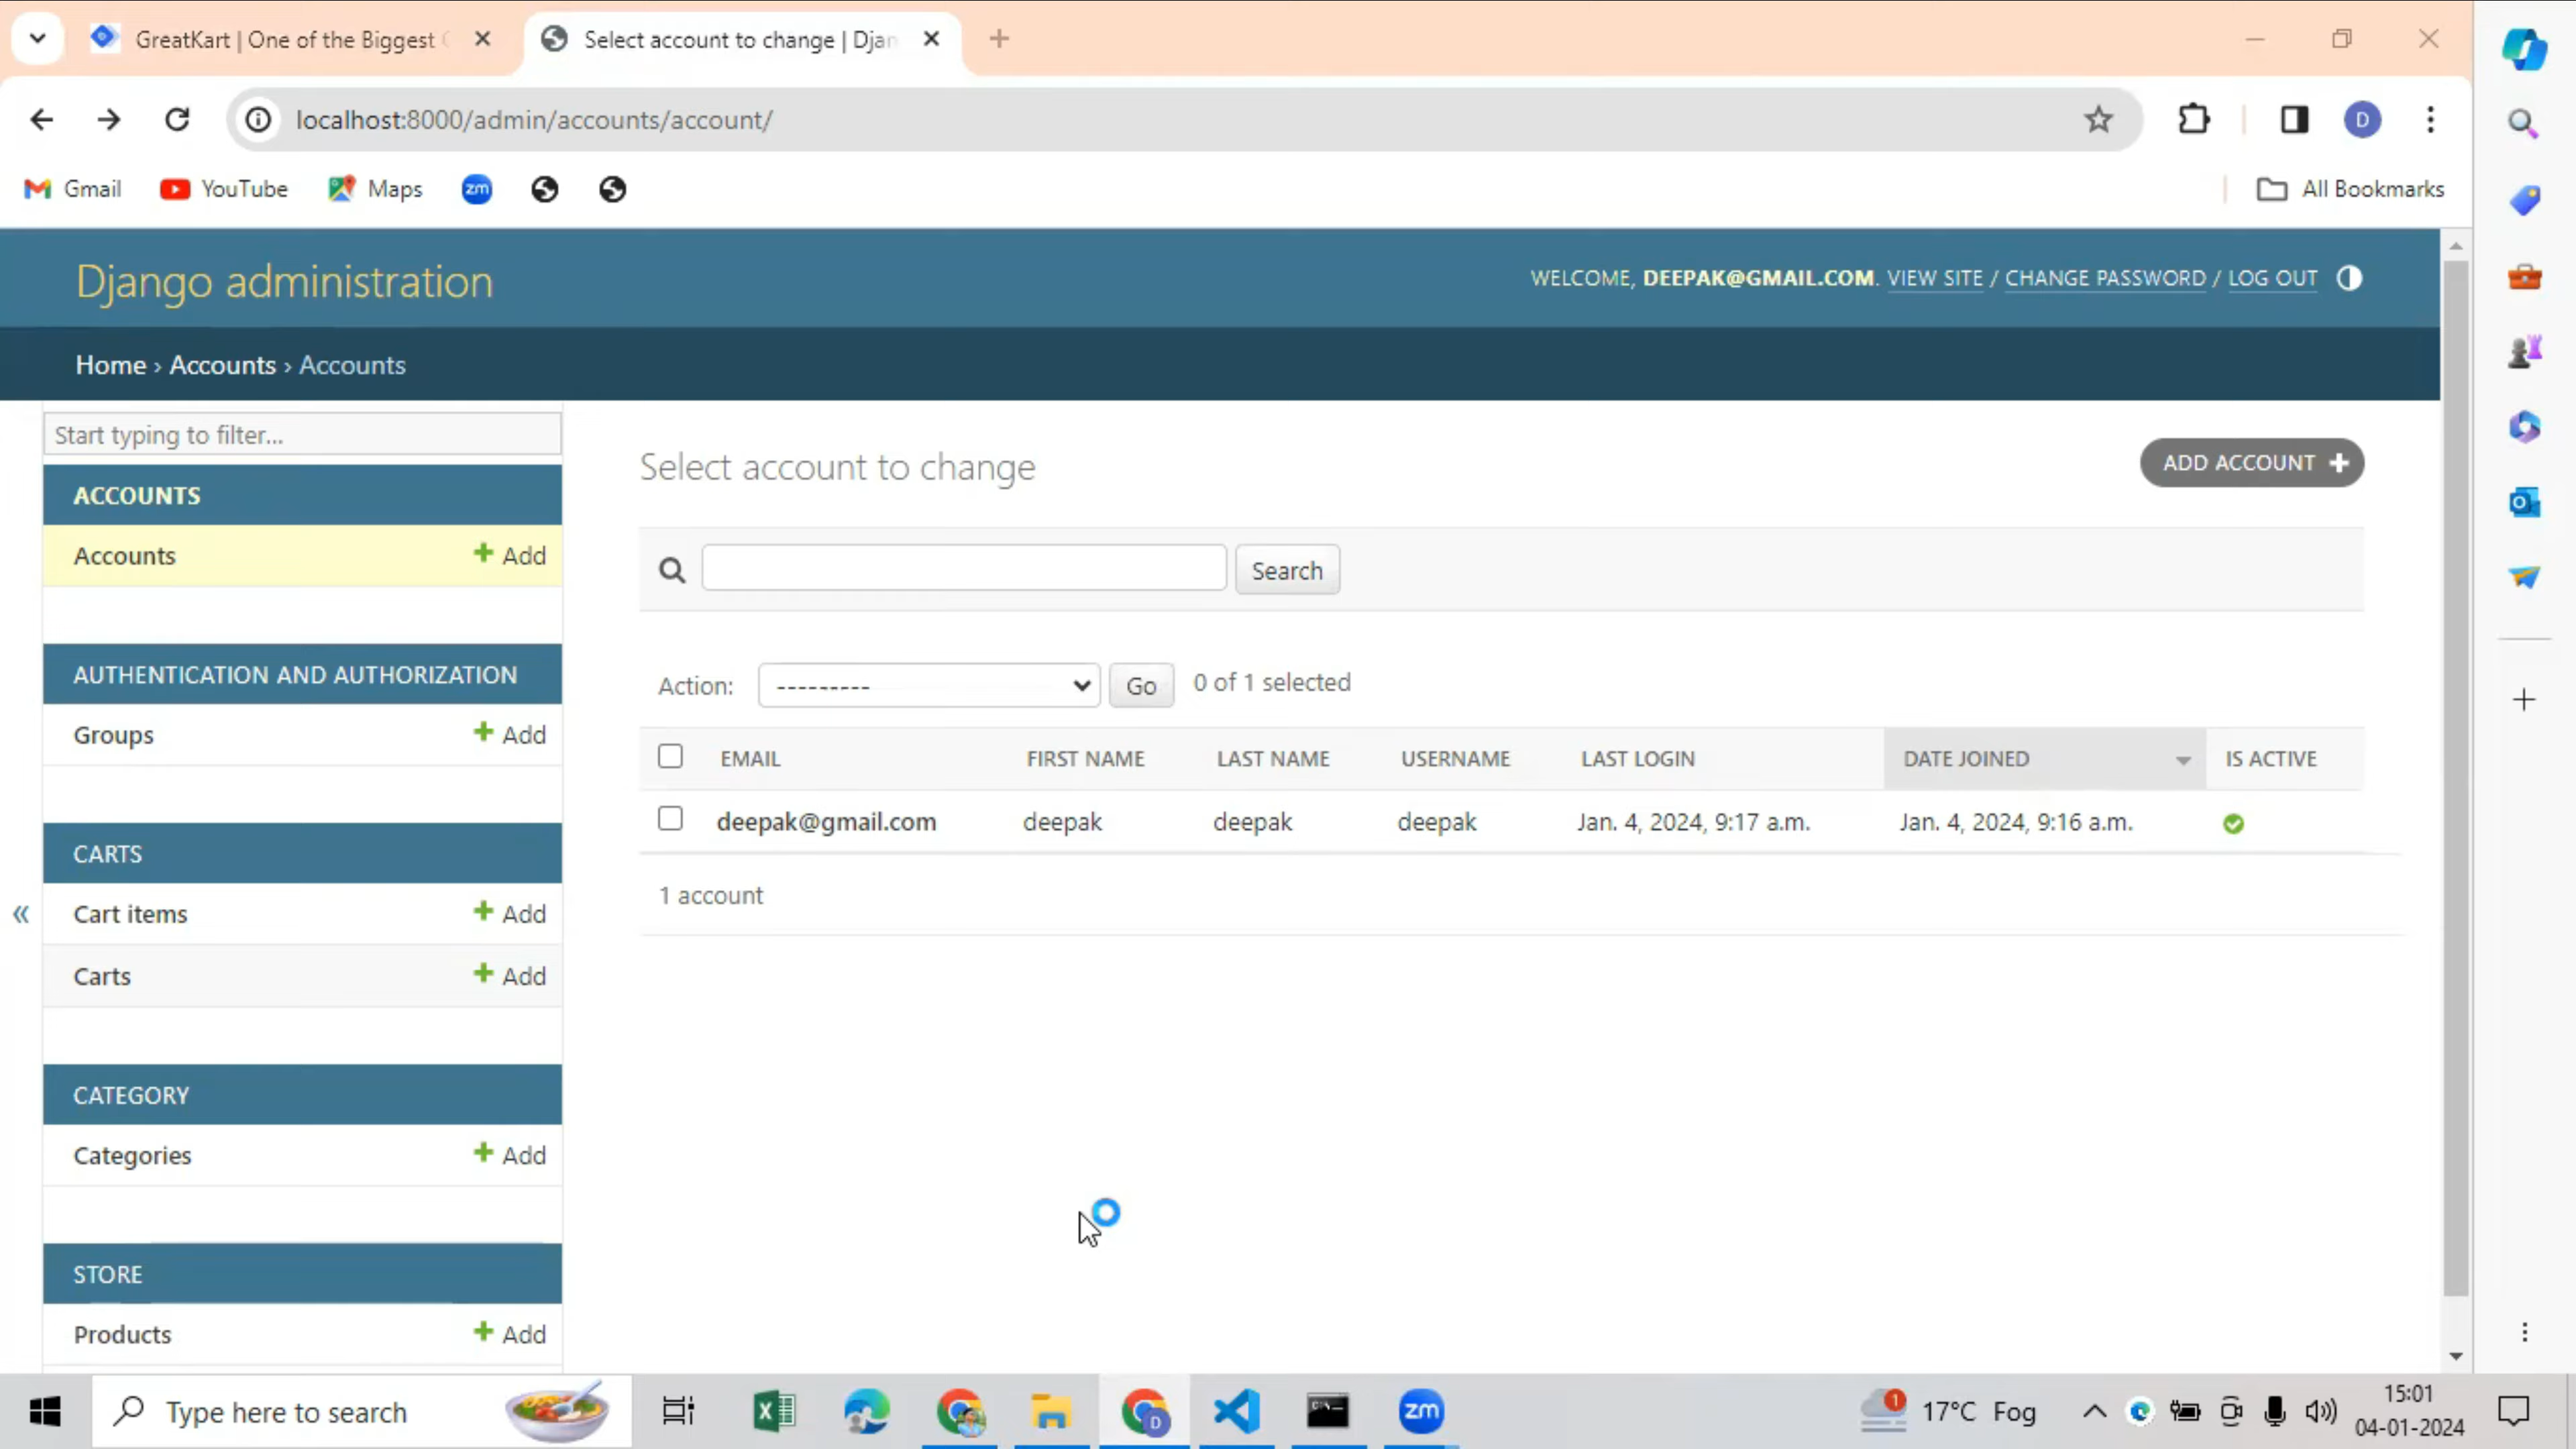 GreatKart | One of the Biggest
Select account to change | Djan
localhost:8000/admin/accounts/account/
D
Gmail
YouTube
Maps
zm
All Bookmarks
Django administration
WELCOME, DEEPAK@GMAIL.COM. VIEW SITE / CHANGE PASSWORD / LOG OUT
Home › Accounts › Accounts
Start typing to filter...
ACCOUNTS
Accounts + Add
AUTHENTICATION AND AUTHORIZATION
Groups + Add
CARTS
Cart items + Add
Carts + Add
CATEGORY
Categories + Add
STORE
Products + Add
«
Select account to change
ADD ACCOUNT +
Search
Action: --------- Go 0 of 1 selected
EMAIL FIRST NAME LAST NAME USERNAME LAST LOGIN DATE JOINED IS ACTIVE
deepak@gmail.com deepak deepak deepak Jan. 4, 2024, 9:17 a.m. Jan. 4, 2024, 9:16 a.m.
1 account
Type here to search
D
zm
1
17°C Fog
15:01
04-01-2024